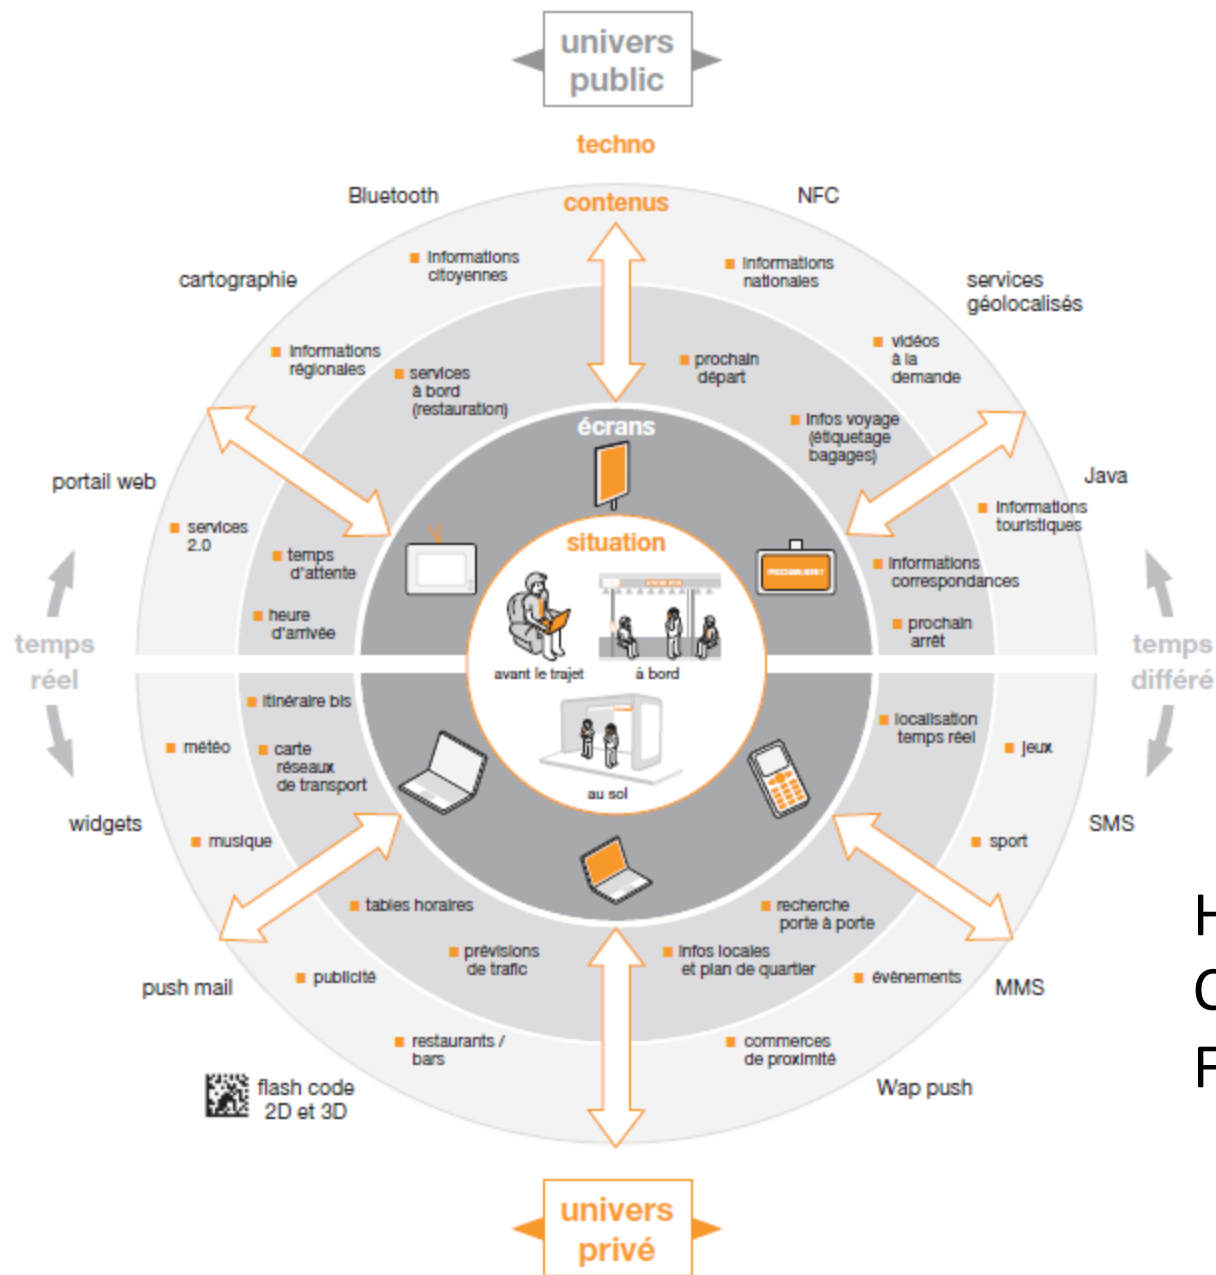 univers
public
techno
Bluetooth
contenus
NFC
informations
citoyennes
informations
nationales
cartographie
services
géolocalisés
informations
régionales
vidéos
à la
demande
services
à bord
(restauration)
prochain
départ
écrans
infos voyage
(étiquetage
bagages)
portail web
Java
services
2.0
informations
touristiques
temps
d'attente
situation
PROCHAIN ARRET
informations
correspondances
heure
d'arrivée
prochain
arrêt
temps
réel
temps
différé
avant le trajet
à bord
itinéraire bis
localisation
temps réel
météo
carte
réseaux
de transport
jeux
au sol
widgets
SMS
musique
sport
tables horaires
recherche
porte à porte
prévisions
de trafic
infos locales
et plan de quartier
push mail
publicité
évènements
MMS
restaurants /
bars
commerces
de proximité
flash code
2D et 3D
Wap push
univers
privé